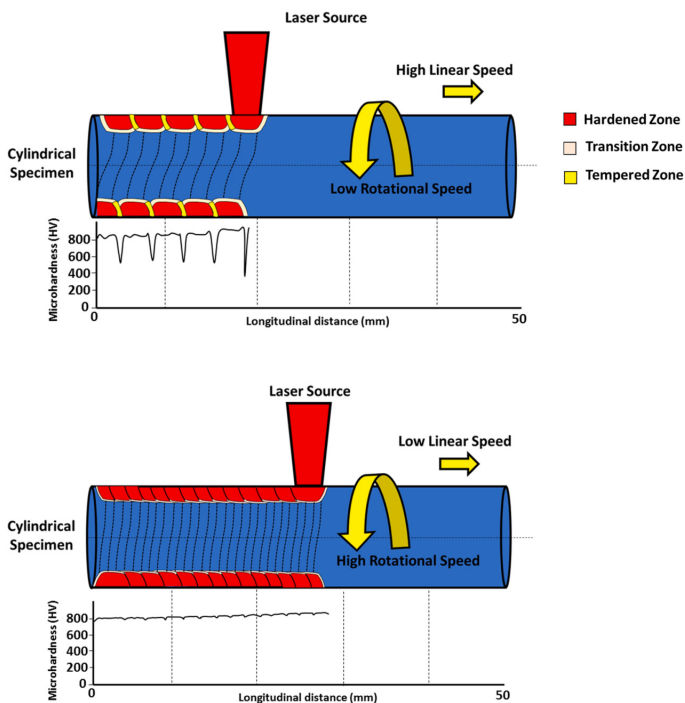 Laser Source
High Linear Speed
Hardened Zone
Transition Zone
Tempered Zone
Cylindrical
Specimen
Low Rotational Speed
Microhardness (HV)
800
600
400
200
0
0
Longitudinal distance (mm)
50
Laser Source
Low Linear Speed
Cylindrical
Specimen
High Rotational Speed
Microhardness (HV)
800
600
400
200
0
0
Longitudinal distance (mm)
50